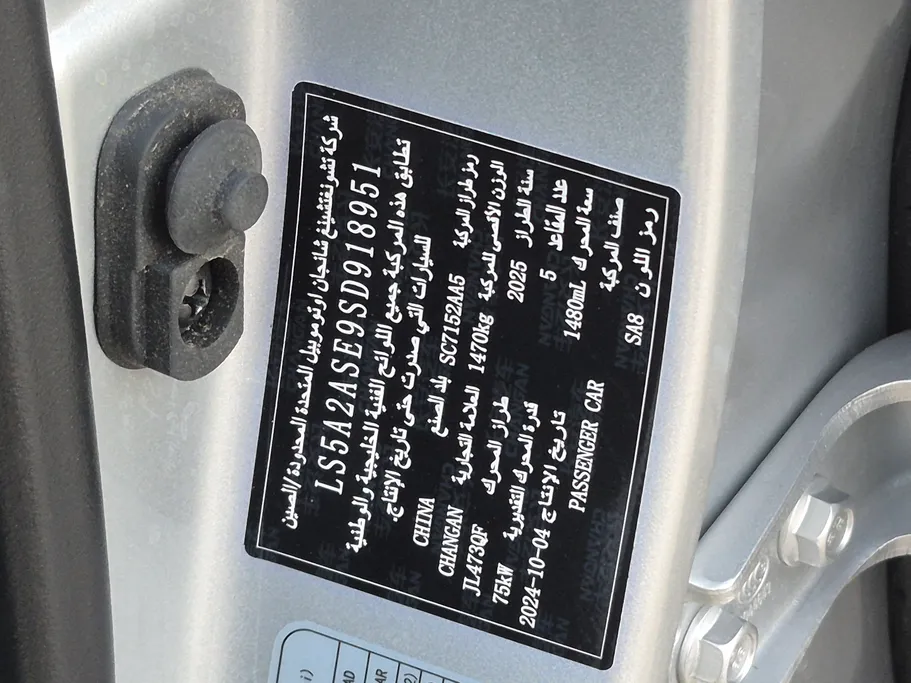 شركة تشونغتشينغ شانجان اوتوموبيل المتحدة المحدودة/الصين
LS5A2ASE9SD918951
تطابق هذه المركبة جميع اللوائح الفنية الخليجية والوطنية
للسيارات التي صدرت حتى تاريخ الإنتاج.
رمز طراز المركبة SC7152AA5 بلد الصنع CHINA
الوزن الأقصى للمركبة 1470kg العلامة التجارية CHANGAN
سنة الطراز 2025 طراز المحرك JL473QF
عدد المقاعد 5 قدرة المحرك التقديرية 75kW
سعة المحرك 1480mL تاريخ الإنتاج 2024-10-04
صنف المركبة PASSENGER CAR
رمز اللون SA8